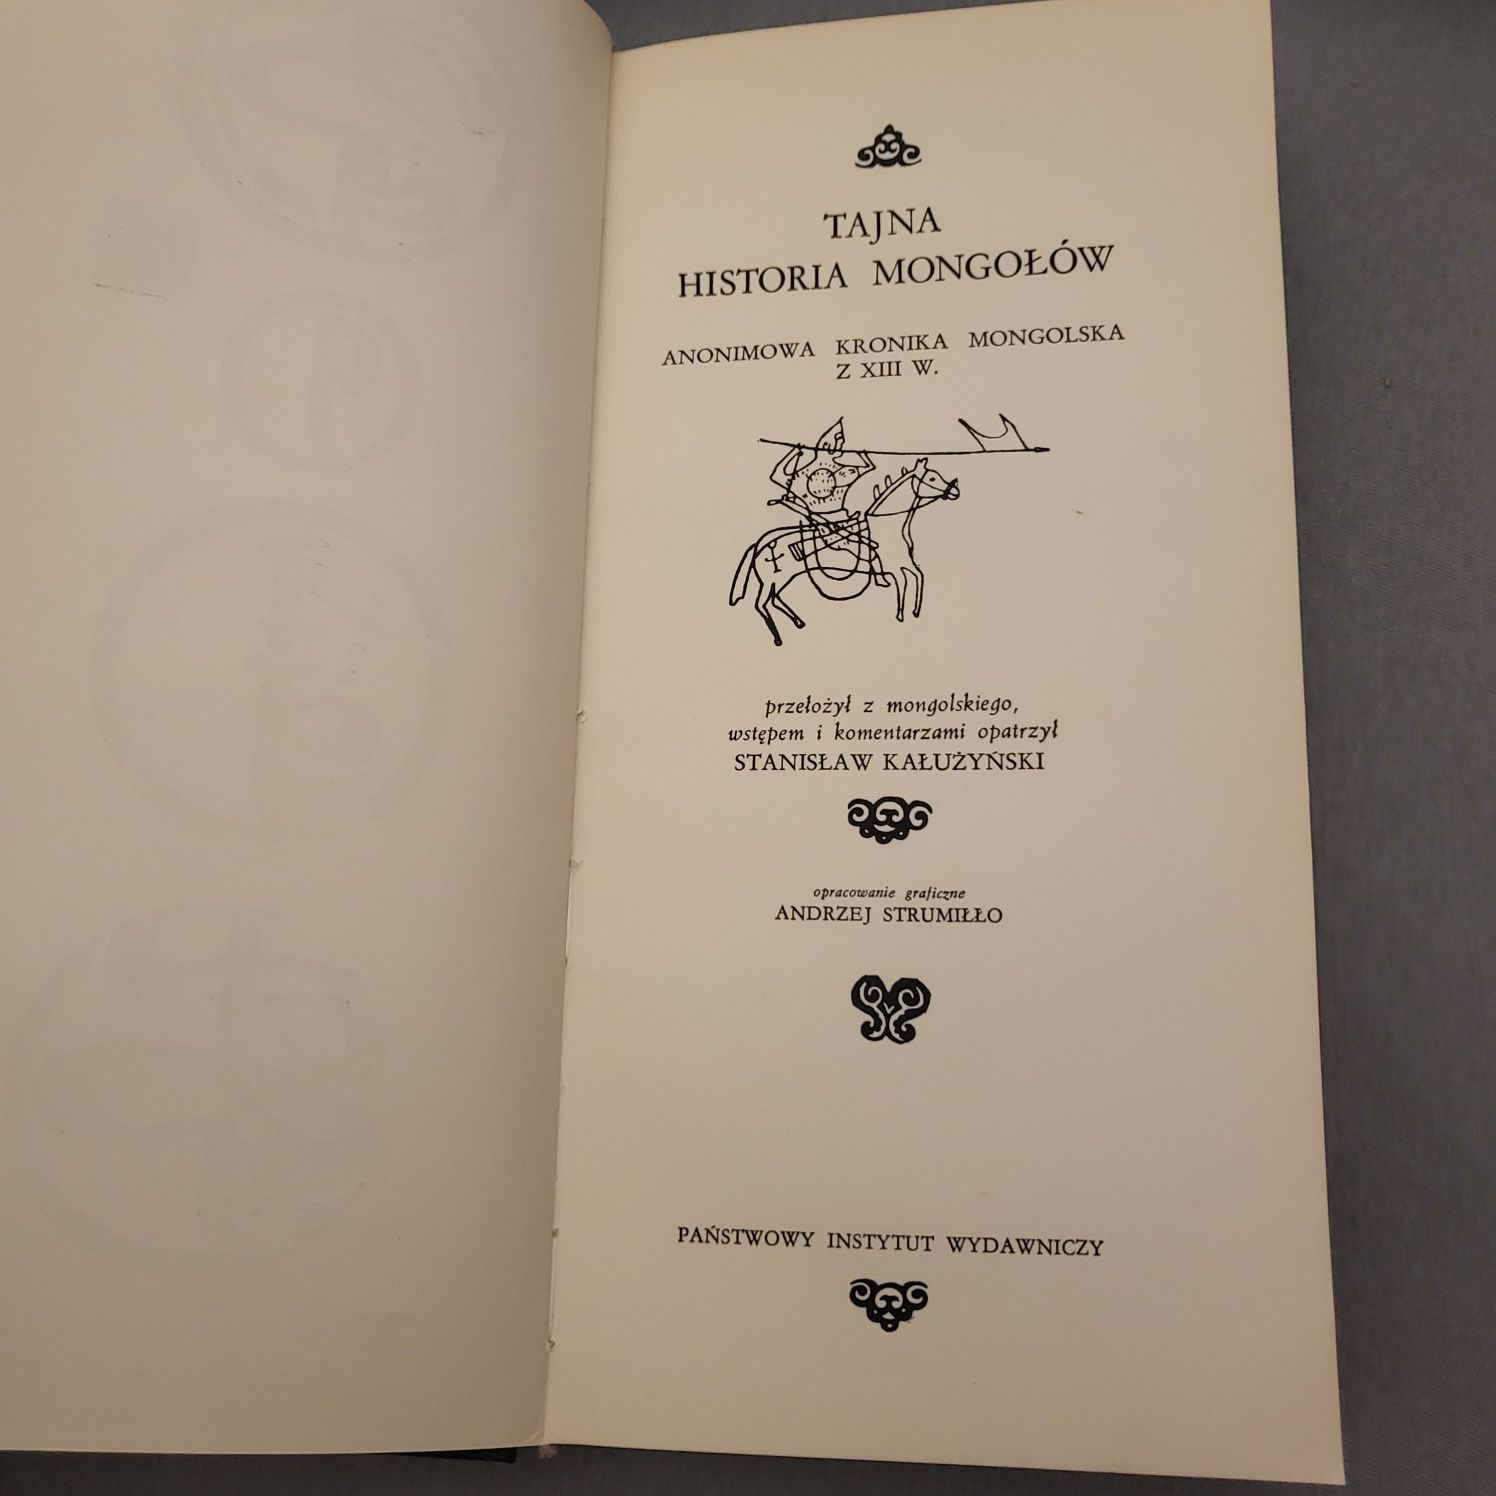 TAJNA
HISTORIA MONGOŁÓW
ANONIMOWA KRONIKA MONGOLSKA
Z XIII W.
przełożył z mongolskiego,
wstępem i komentarzami opatrzył
STANISŁAW KAŁUŻYŃSKI
opracowanie graficzne
ANDRZEJ STRUMIŁŁO
PAŃSTWOWY INSTYTUT WYDAWNICZY